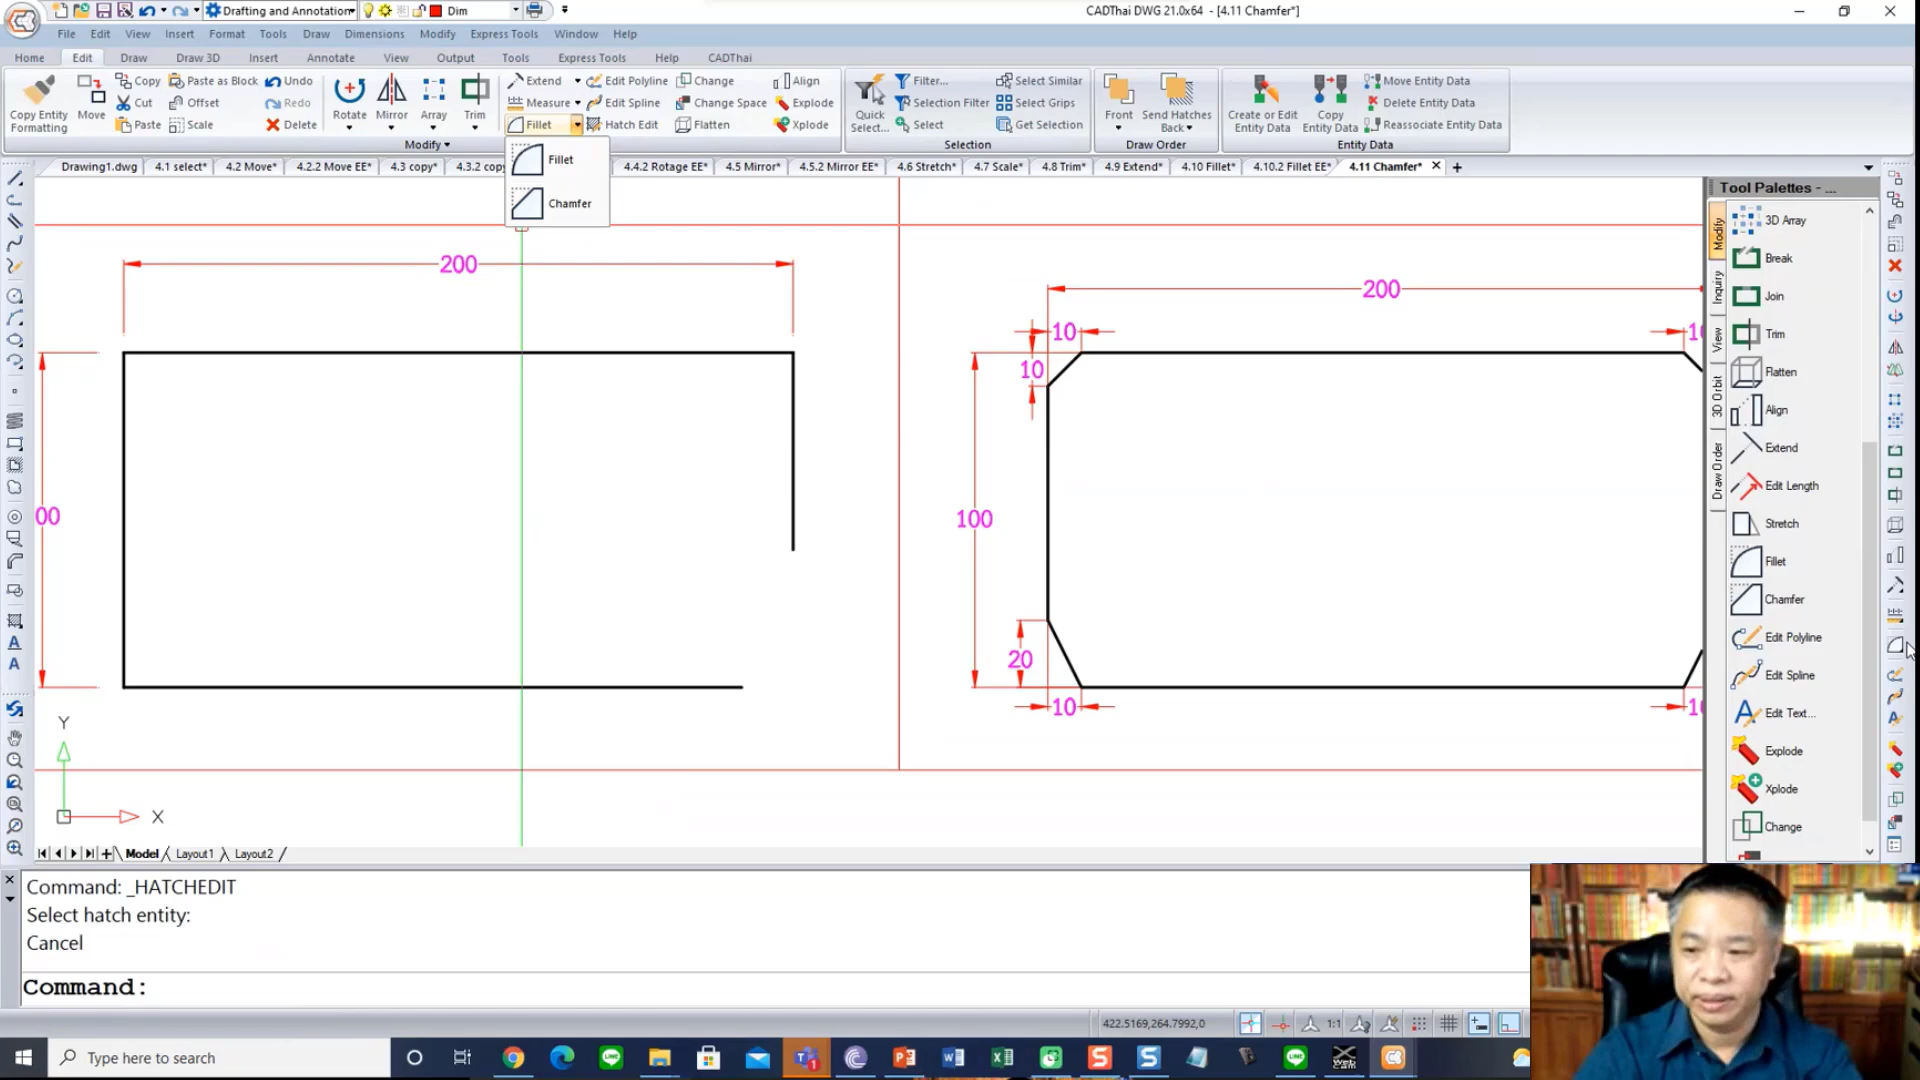 Drafting and Annotation
Dim
CADThai DWG 21.0x64 - [4.11 Chamfer*]
File Edit View Insert Format Tools Draw Dimensions Modify Express Tools Window Help
Home Edit Draw Draw 3D Insert Annotate View Output Tools Express Tools Help CADThai
Copy Entity Formatting
Move
Copy
Cut
Paste
Paste as Block
Offset
Scale
Undo
Redo
Delete
Rotate
Mirror
Array
Trim
Extend
Measure
Fillet
Edit Polyline
Edit Spline
Hatch Edit
Change
Change Space
Flatten
Align
Explode
Xplode
Modify
Quick Select...
Filter...
Selection Filter
Select
Select Similar
Select Grips
Get Selection
Selection
Front
Send Hatches Back
Draw Order
Create or Edit Entity Data
Copy Entity Data
Move Entity Data
Delete Entity Data
Reassociate Entity Data
Entity Data
Fillet
Chamfer
Drawing1.dwg 4.1 select* 4.2 Move* 4.2.2 Move EE* 4.3 copy* 4.3.2 copy 4.4.2 Rotage EE* 4.5 Mirror* 4.5.2 Mirror EE* 4.6 Stretch* 4.7 Scale* 4.8 Trim* 4.9 Extend* 4.10 Fillet* 4.10.2 Fillet EE* 4.11 Chamfer*
200
00
200
10
10
100
20
10
Y
X
Tool Palettes - ...
Modify
Inquiry
View
3D Orbit
Draw Order
3D Array
Break
Join
Trim
Flatten
Align
Extend
Edit Length
Stretch
Fillet
Chamfer
Edit Polyline
Edit Spline
Edit Text...
Explode
Xplode
Change
Model Layout1 Layout2
Command: _HATCHEDIT
Select hatch entity:
Cancel
Command:
422.5169,264.7992,0
1:1
Type here to search